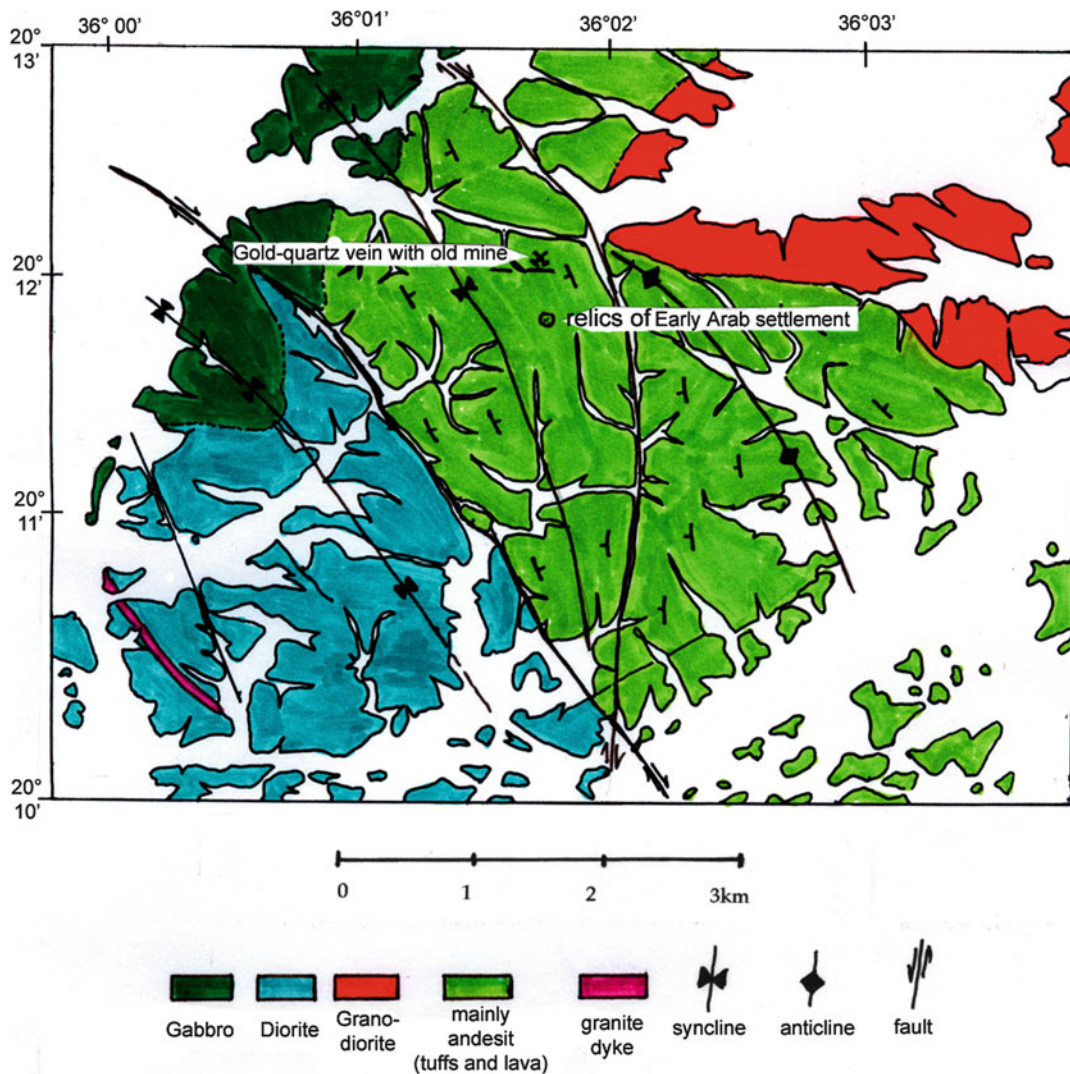 36° 00'
36°01'
36°02'
36°03'
20°
13'
Gold-quartz vein with old mine
20°
12'
relics of Early Arab settlement
20°
11'
20°
10'
0
1
2
3km
Gabbro
Diorite
Grano-
diorite
mainly
andesit
(tuffs and lava)
granite
dyke
syncline
anticline
fault